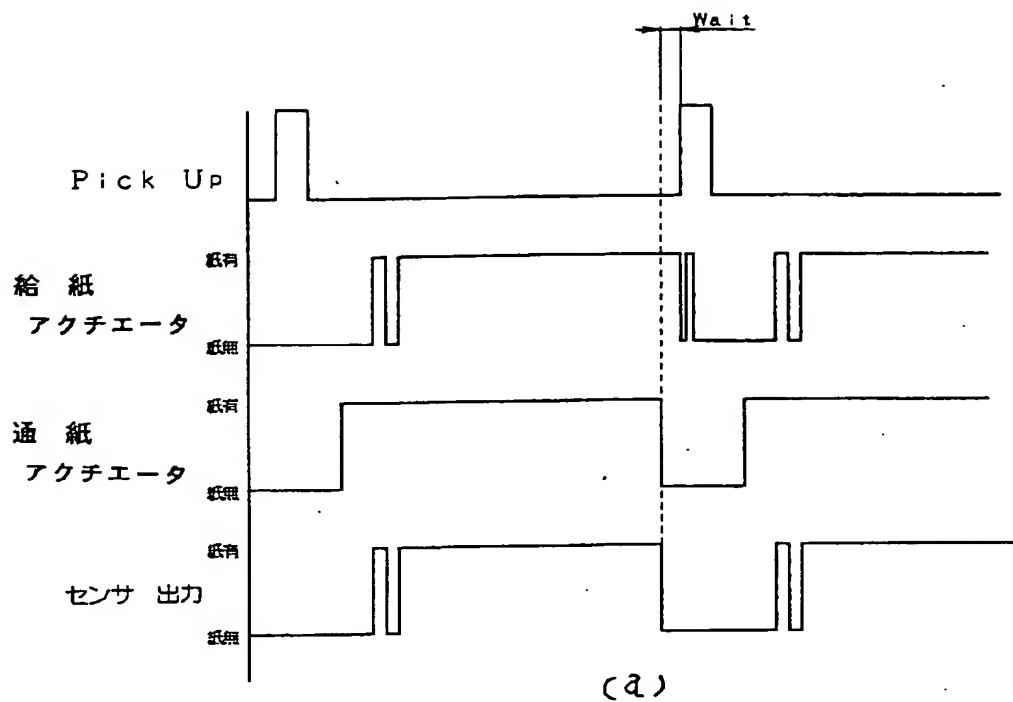 Wait
Pick Up
紙有
給紙
アクチエータ
紙無
紙有
通紙
アクチエータ
紙無
紙有
センサ 出力
紙無
(a)